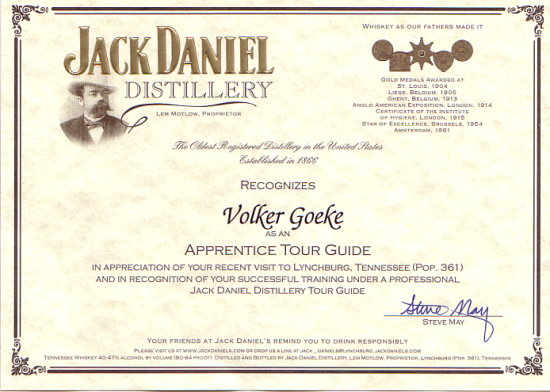 JACK DANIEL
DISTILLERY
LEM MOTLOW, PROPRIETOR
WHISKEY AS OUR FATHERS MADE IT
GOLD MEDALS AWARDED AT
ST. LOUIS, 1904
LIEGE, BELGIUM, 1905
GHENT, BELGIUM, 1913
ANGLO AMERICAN EXPOSITION, LONDON, 1914
CERTIFICATE OF THE INSTITUTE
OF HYGIENE, LONDON, 1915
STAR OF EXCELLENCE, BRUSSELS, 1954
AMSTERDAM, 1981
The Oldest Registered Distillery in the United States
Established in 1866
RECOGNIZES
Volker Goeke
AS AN
APPRENTICE TOUR GUIDE
IN APPRECIATION OF YOUR RECENT VISIT TO LYNCHBURG, TENNESSEE (POP. 361)
AND IN RECOGNITION OF YOUR SUCCESSFUL TRAINING UNDER A PROFESSIONAL
JACK DANIEL DISTILLERY TOUR GUIDE
Steve May
STEVE MAY
YOUR FRIENDS AT JACK DANIEL'S REMIND YOU TO DRINK RESPONSIBLY
PLEASE VISIT US AT WWW.JACKDANIELS.COM OR DROP US A LINE AT JACK_DANIELS@LYNCHBURG.JACKDANIELS.COM
TENNESSEE WHISKEY 40-47% ALCOHOL BY VOLUME (80-94 PROOF). DISTILLED AND BOTTLED BY JACK DANIEL DISTILLERY, LEM MOTLOW, PROPRIETOR, LYNCHBURG (POP. 361), TENNESSEE